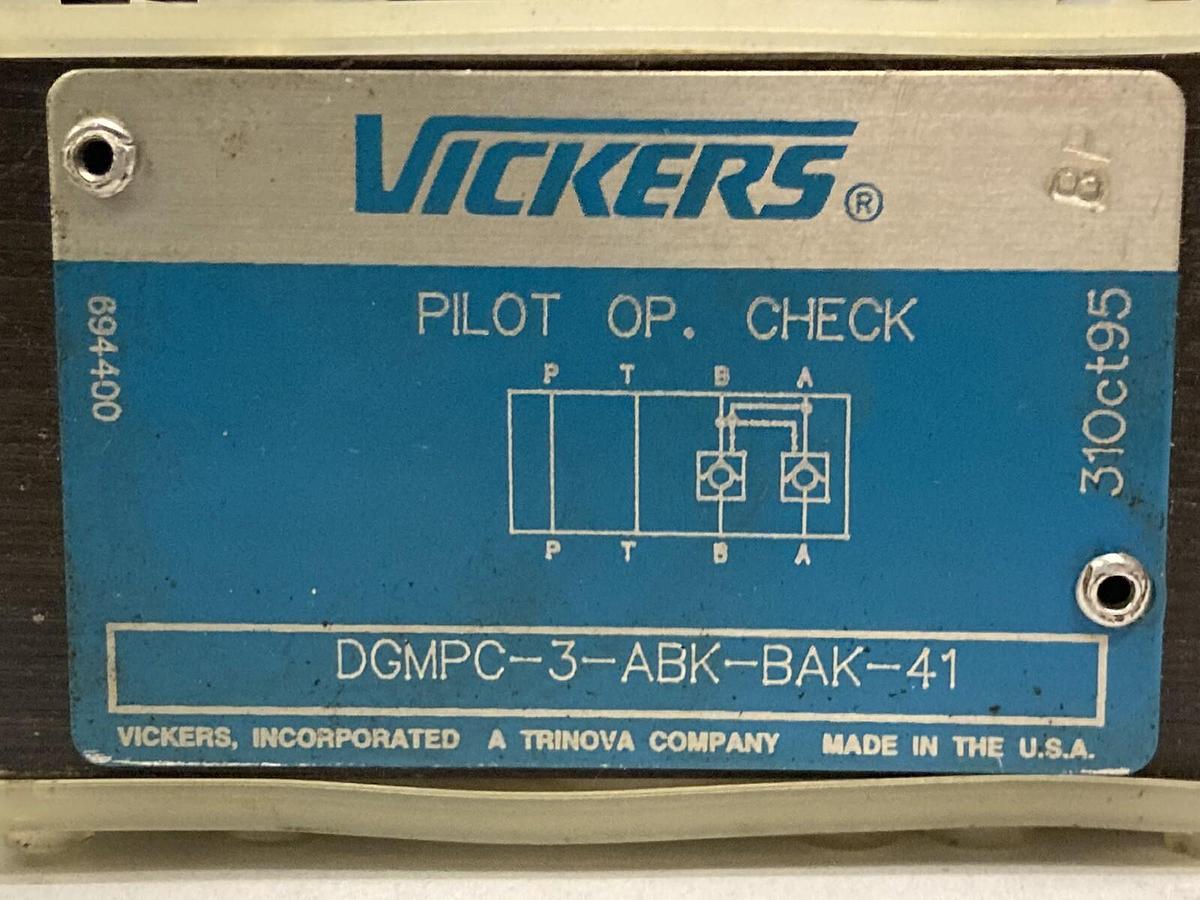 VICKERS®
B/
PILOT OP. CHECK
694400
31Oct95
P T B A
P T B A
DGMPC-3-ABK-BAK-41
VICKERS, INCORPORATED A TRINOVA COMPANY MADE IN THE U.S.A.